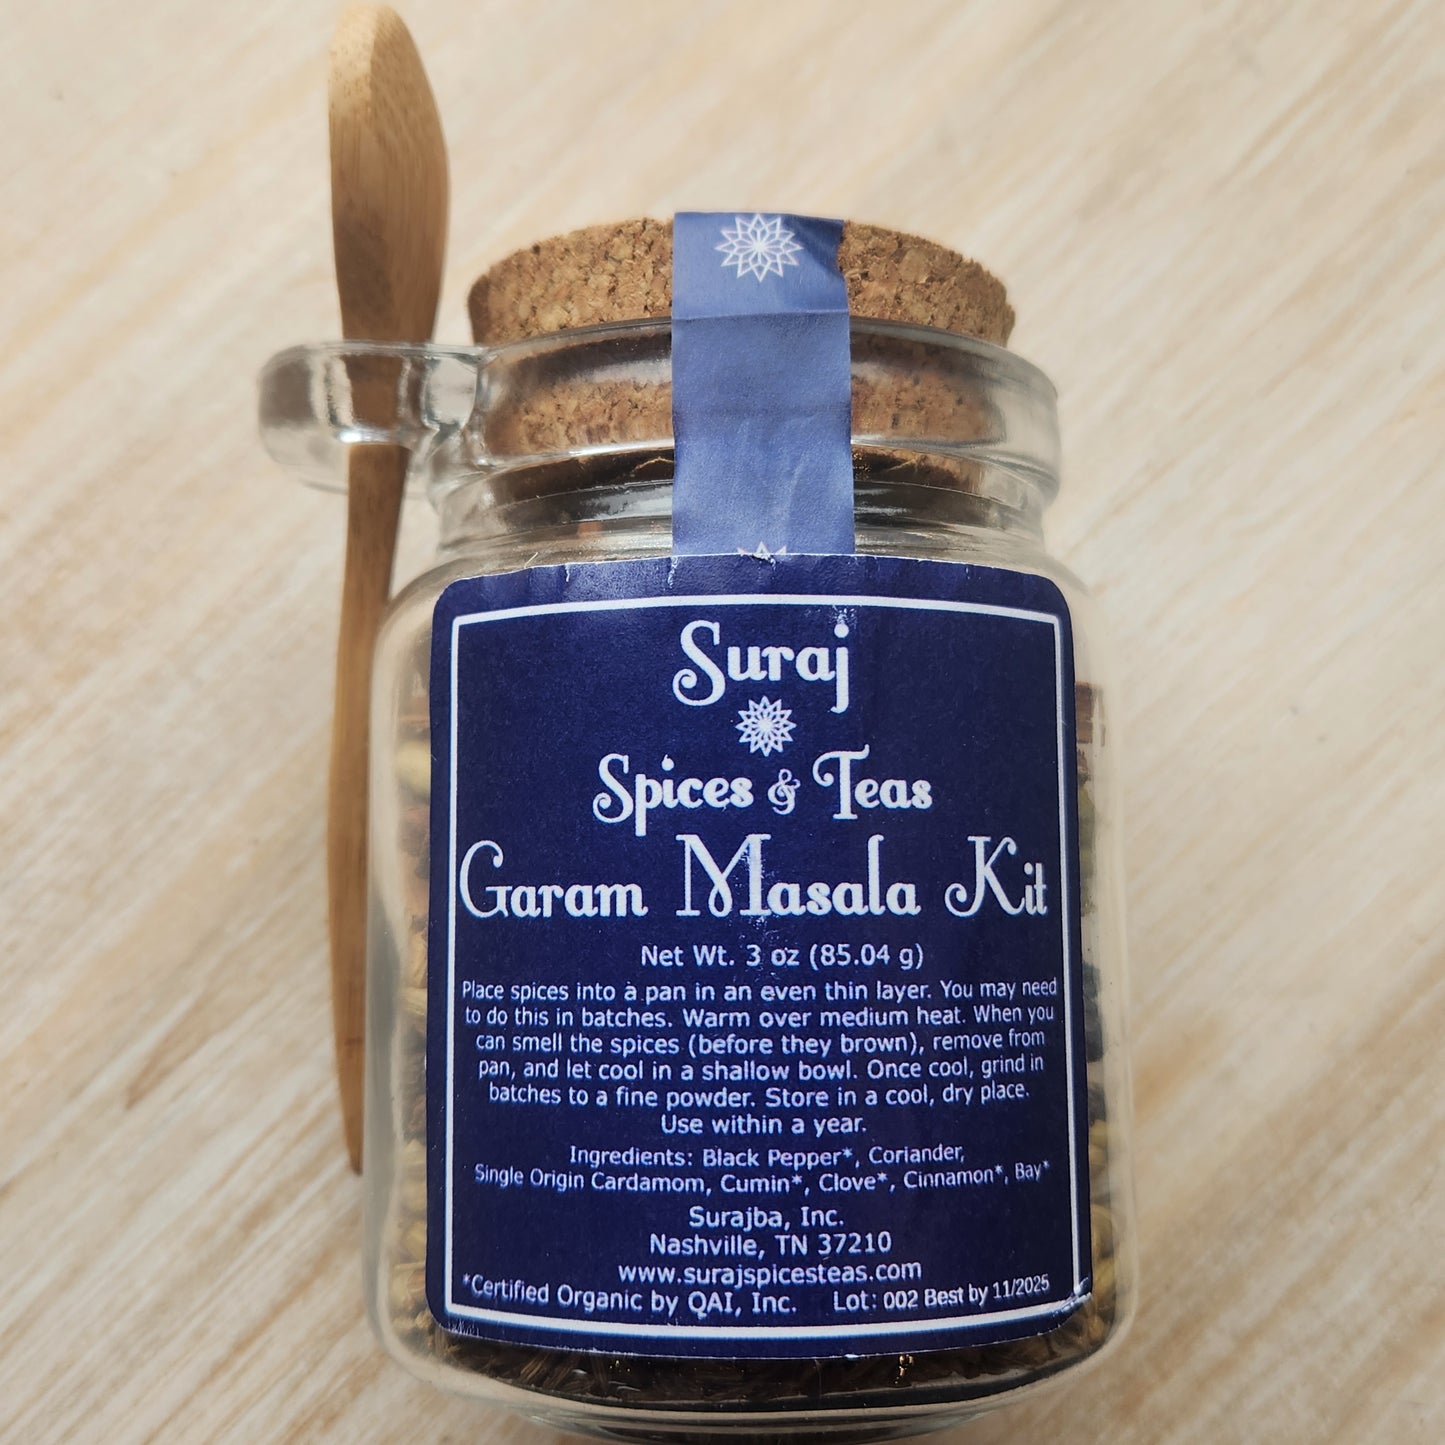 Suraj
Spices & Teas
Garam Masala Kit
Net Wt. 3 oz (85.04 g)
Place spices into a pan in an even thin layer. You may need
to do this in batches. Warm over medium heat. When you
can smell the spices (before they brown), remove from
pan, and let cool in a shallow bowl. Once cool, grind in
batches to a fine powder. Store in a cool, dry place.
Use within a year.
Ingredients: Black Pepper*, Coriander,
Single Origin Cardamom, Cumin*, Clove*, Cinnamon*, Bay*
Surajba, Inc.
Nashville, TN 37210
www.surajspicesteas.com
*Certified Organic by QAI, Inc. Lot: 002 Best by 11/2025